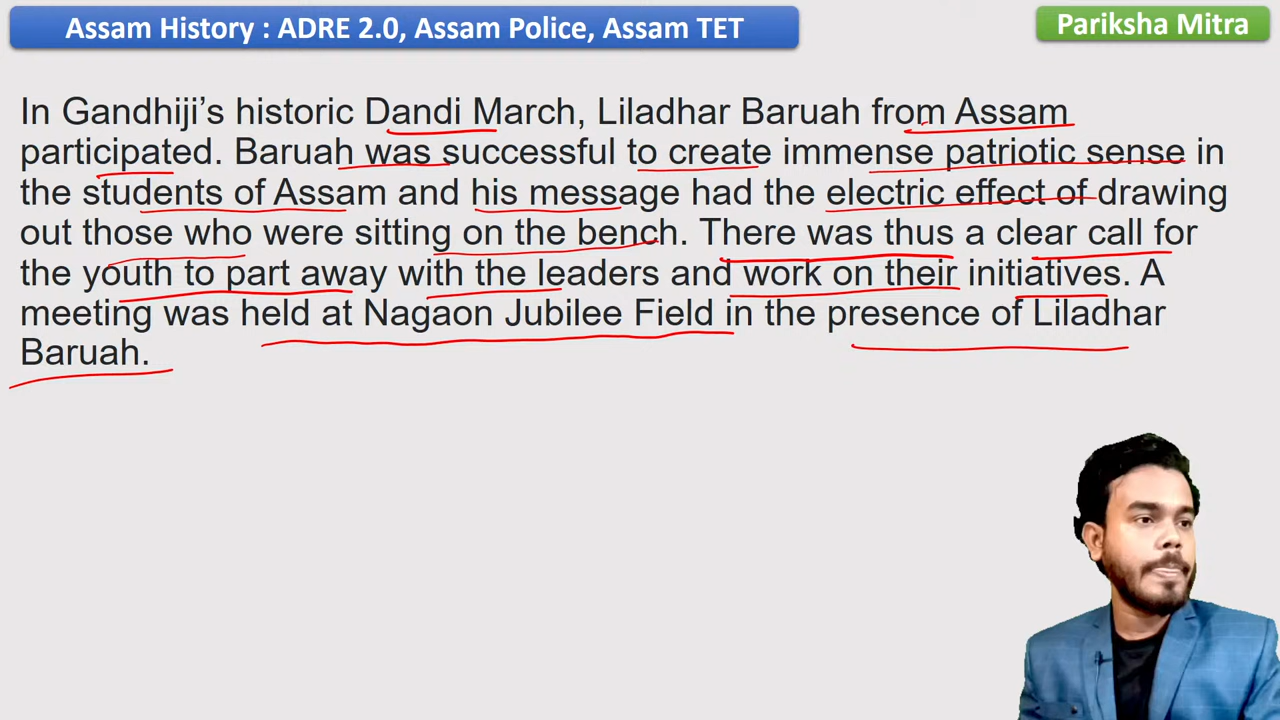 Assam History : ADRE 2.0, Assam Police, Assam TET
Pariksha Mitra
In Gandhiji’s historic Dandi March, Liladhar Baruah from Assam
participated. Baruah was successful to create immense patriotic sense in
the students of Assam and his message had the electric effect of drawing
out those who were sitting on the bench. There was thus a clear call for
the youth to part away with the leaders and work on their initiatives. A
meeting was held at Nagaon Jubilee Field in the presence of Liladhar
Baruah.